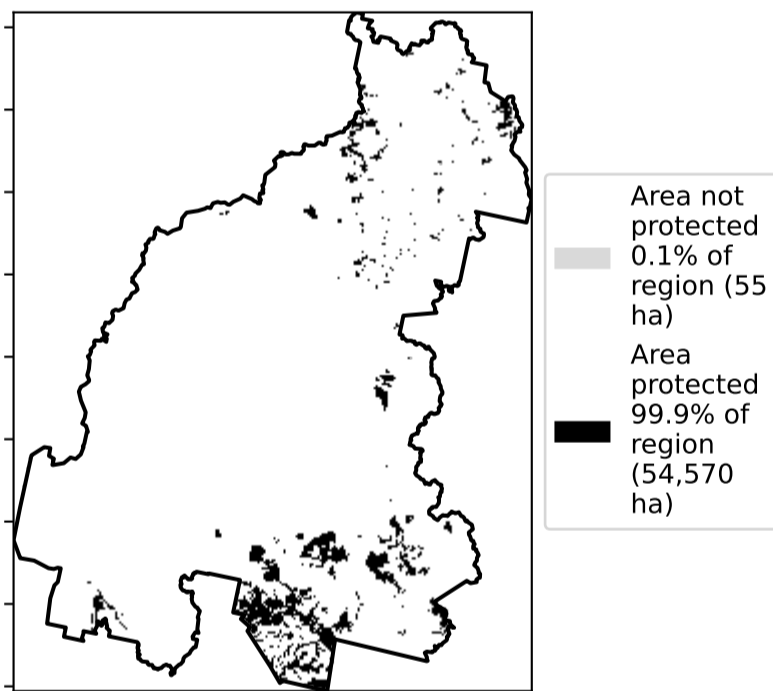 Area not
protected
0.1% of
region (55
ha)
Area
protected
99.9% of
region
(54,570
ha)